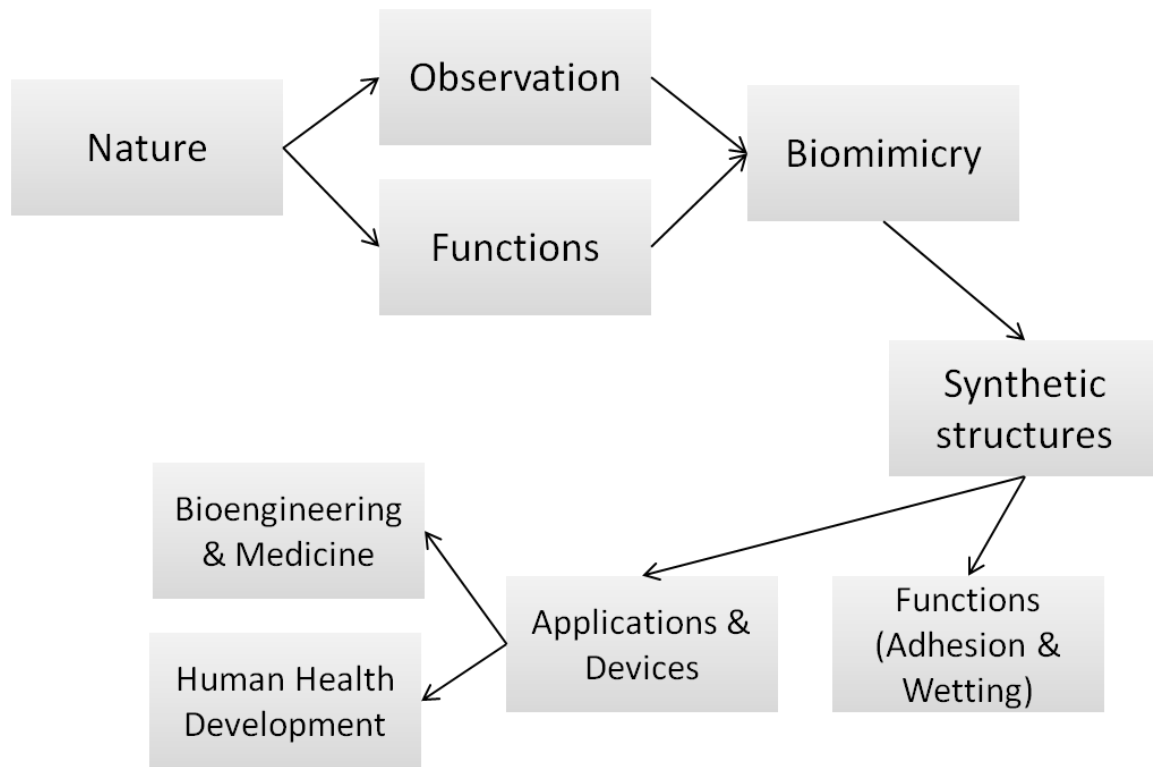 Nature
Observation
Functions
Biomimicry
Synthetic
structures
Applications &
Devices
Functions
(Adhesion &
Wetting)
Bioengineering
& Medicine
Human Health
Development